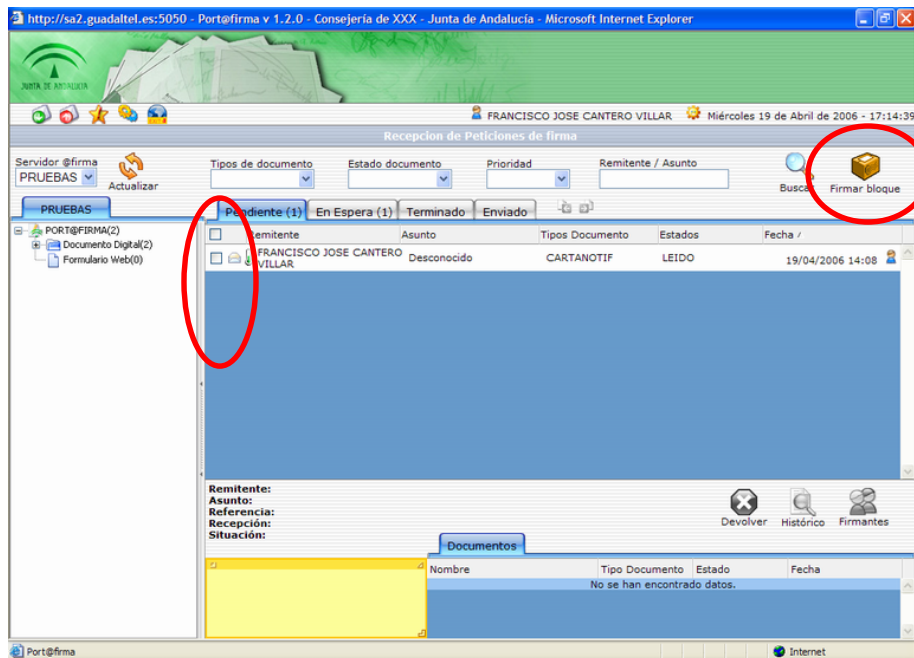 http://sa2.guadaltel.es:5050 - Port@firma v 1.2.0 - Consejería de XXX - Junta de Andalucía - Microsoft Internet Explorer
JUNTA DE ANDALUCIA
FRANCISCO JOSE CANTERO VILLAR Miércoles 19 de Abril de 2006 - 17:14:39
Recepcion de Peticiones de firma
Servidor @firma
PRUEBAS
Actualizar
Tipos de documento Estado documento Prioridad Remitente / Asunto
Buscar Firmar bloque
PRUEBAS
Pendiente (1) En Espera (1) Terminado Enviado
PORT@FIRMA(2)
Documento Digital(2)
Formulario Web(0)
Remitente Asunto Tipos Documento Estados Fecha /
FRANCISCO JOSE CANTERO VILLAR Desconocido CARTANOTIF LEIDO 19/04/2006 14:08
Remitente:
Asunto:
Referencia:
Recepción:
Situación:
Devolver Histórico Firmantes
Documentos
Nombre Tipo Documento Estado Fecha
No se han encontrado datos.
Port@firma Internet